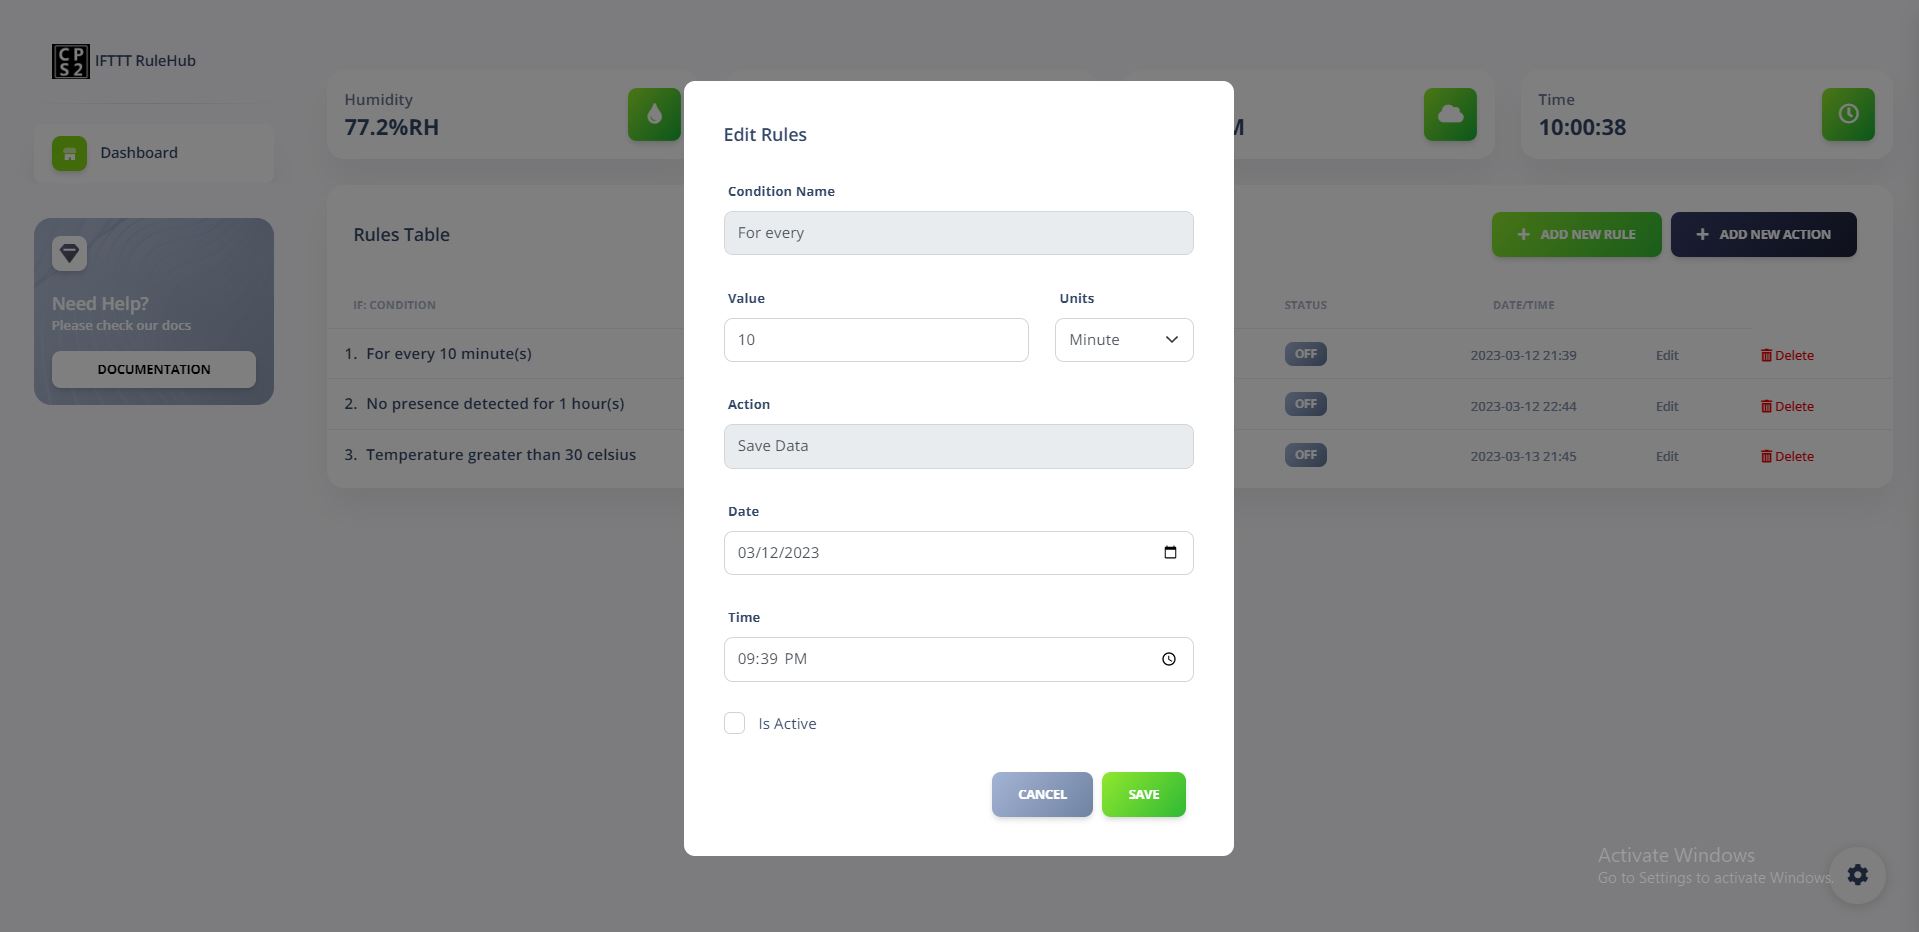 CPS2 IFTTT RuleHub
Dashboard
Need Help?
Please check our docs
DOCUMENTATION
Humidity
77.2%RH
M
Time
10:00:38
Rules Table
+ ADD NEW RULE
+ ADD NEW ACTION
IF: CONDITION
STATUS
DATE/TIME
1. For every 10 minute(s)
OFF
2023-03-12 21:39
Edit
Delete
2. No presence detected for 1 hour(s)
OFF
2023-03-12 22:44
Edit
Delete
3. Temperature greater than 30 celsius
OFF
2023-03-13 21:45
Edit
Delete
Edit Rules
Condition Name
For every
Value
Units
10
Minute
Action
Save Data
Date
03/12/2023
Time
09:39 PM
Is Active
CANCEL
SAVE
Activate Windows
Go to Settings to activate Windows.